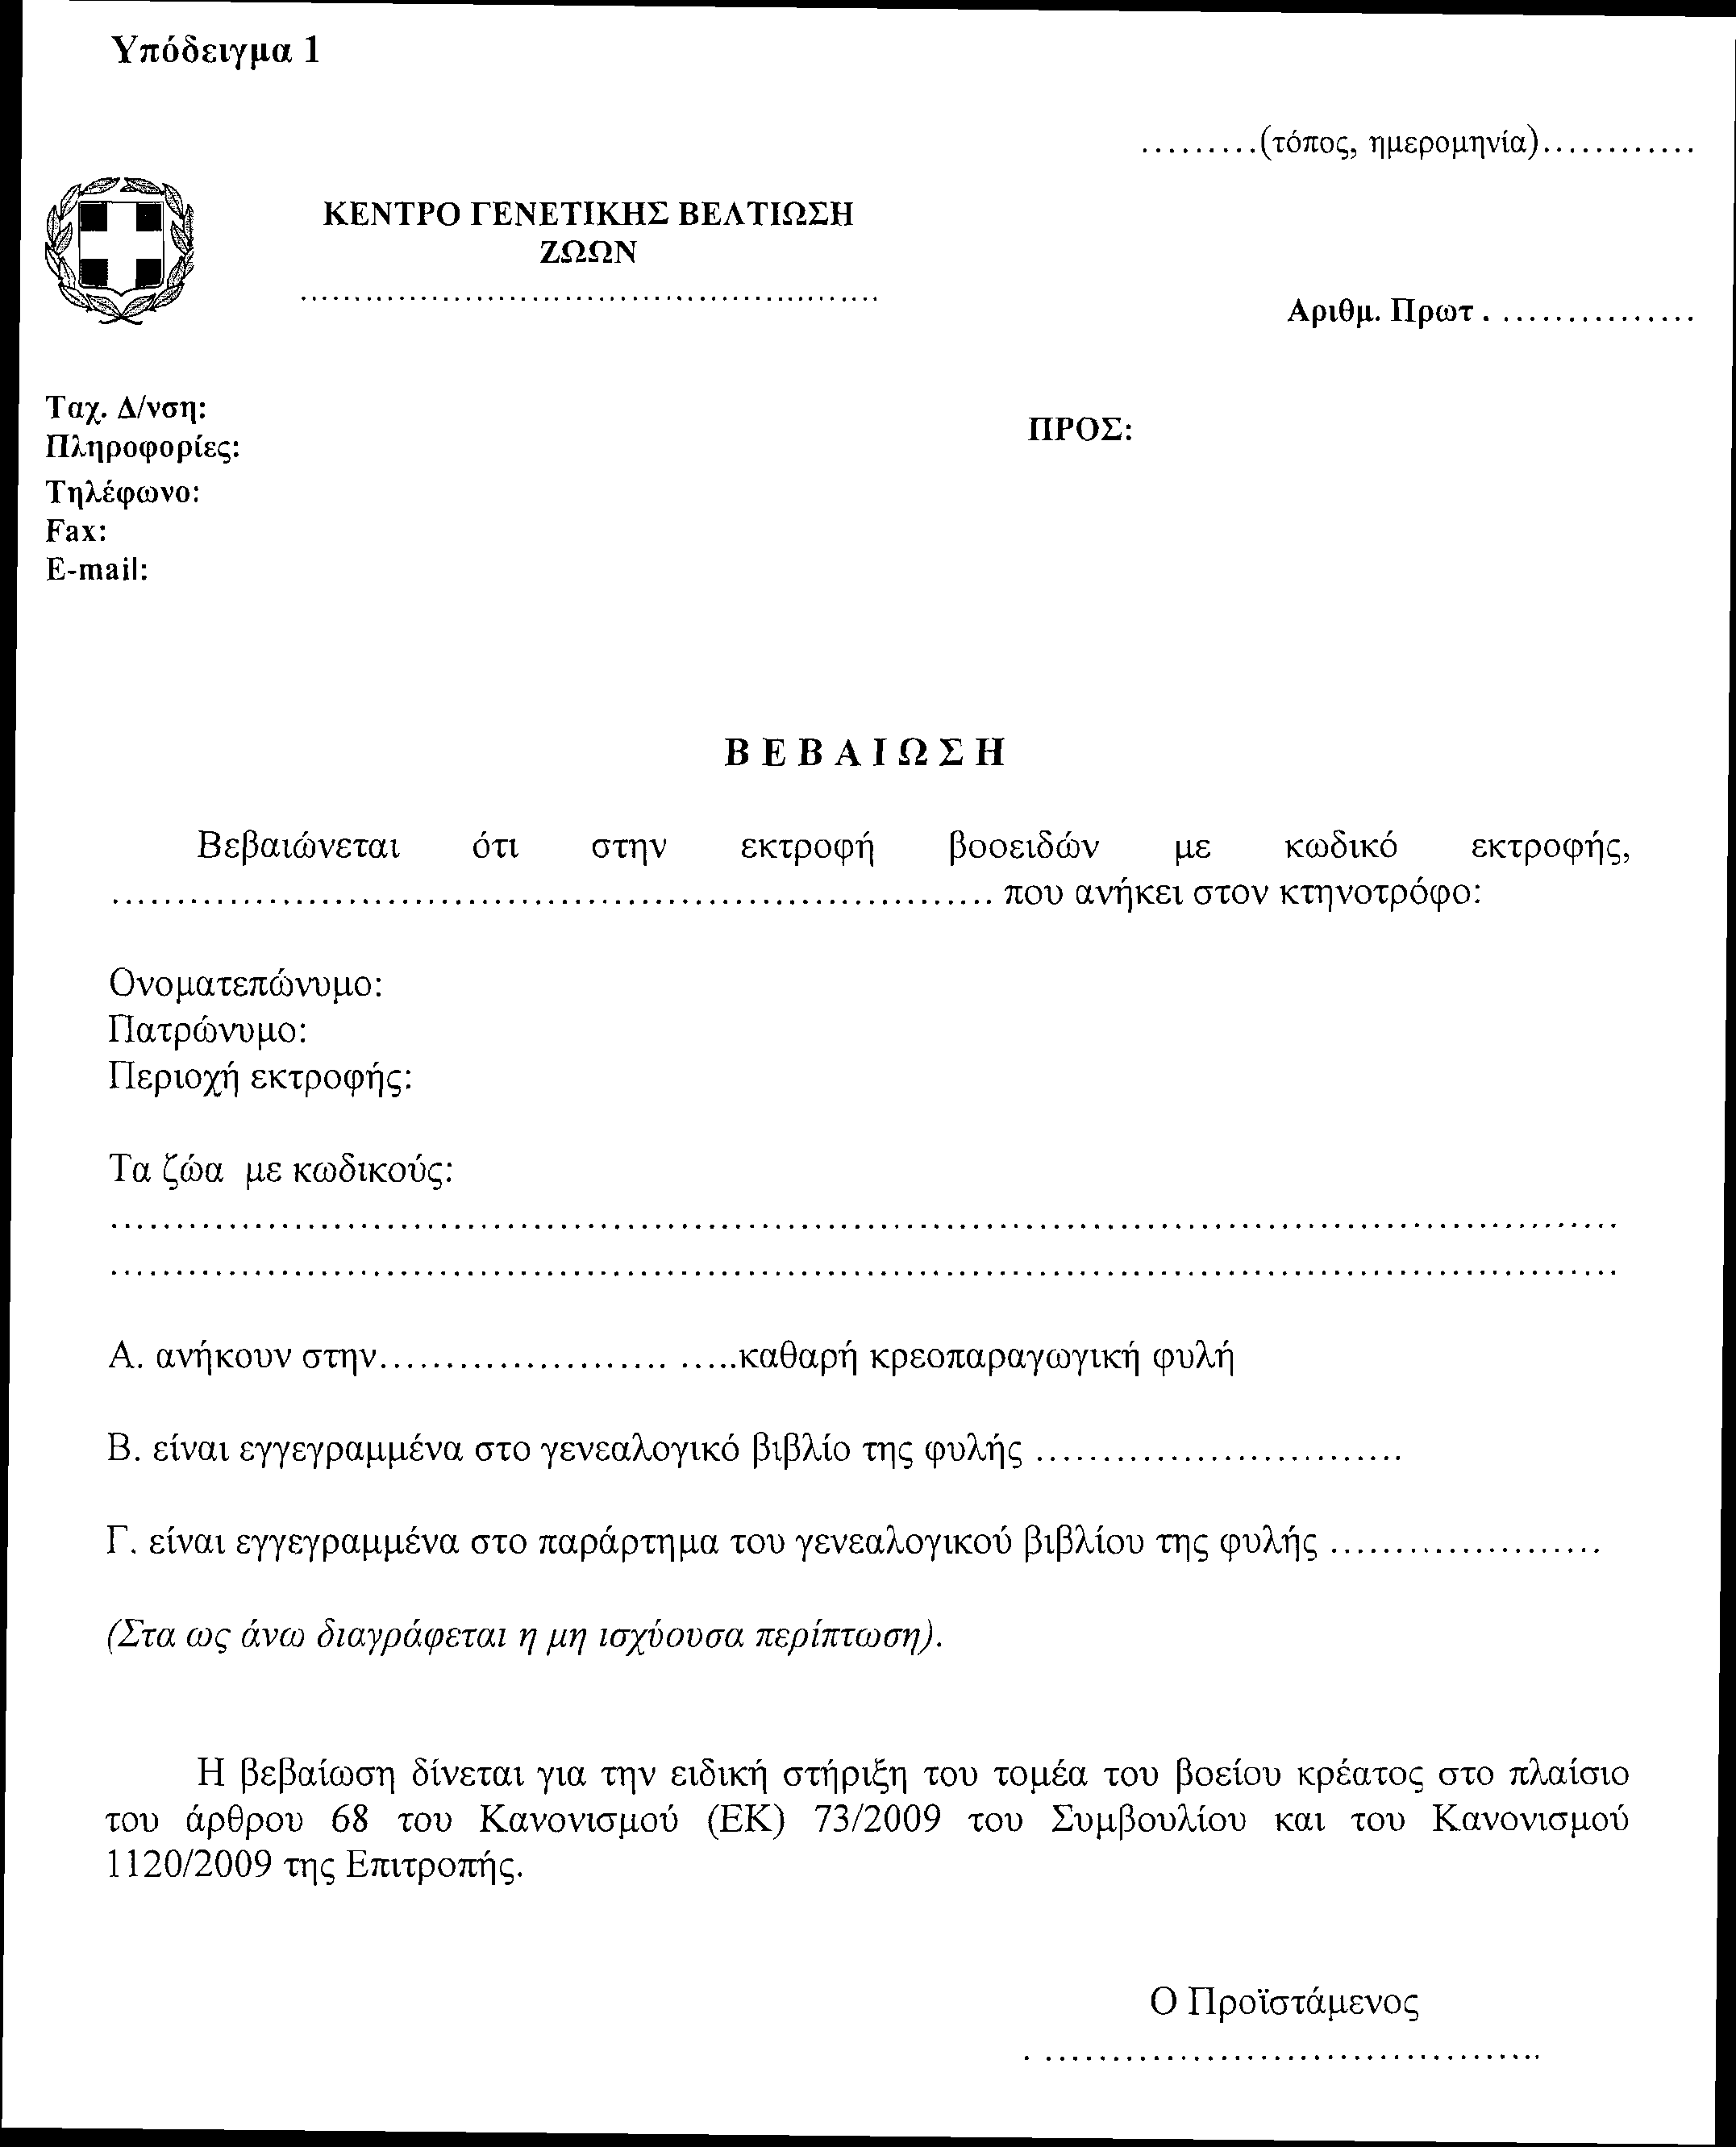 Υπόδειγμα 1
.........(τόπος, ημερομηνία)............
ΚΕΝΤΡΟ ΓΕΝΕΤΙΚΗΣ ΒΕΛΤΙΩΣΗ
ΖΩΩΝ
................................................
Αριθμ. Πρωτ. ...............
Ταχ. Δ/νση:
ΠΡΟΣ:
Πληροφορίες:
Τηλέφωνο:
Fax:
E-mail:
Β Ε Β Α Ι Ω Σ Η
Βεβαιώνεται ότι στην εκτροφή βοοειδών με κωδικό εκτροφής,
.................................................................. που ανήκει στον κτηνοτρόφο:
Ονοματεπώνυμο:
Πατρώνυμο:
Περιοχή εκτροφής:
Τα ζώα με κωδικούς:
................................................................................................................
................................................................................................................
Α. ανήκουν στην...................... .....καθαρή κρεοπαραγωγική φυλή
Β. είναι εγγεγραμμένα στο γενεαλογικό βιβλίο της φυλής ............................
Γ. είναι εγγεγραμμένα στο παράρτημα του γενεαλογικού βιβλίου της φυλής .....................
(Στα ως άνω διαγράφεται η μη ισχύουσα περίπτωση).
Η βεβαίωση δίνεται για την ειδική στήριξη του τομέα του βοείου κρέατος στο πλαίσιο
του άρθρου 68 του Κανονισμού (ΕΚ) 73/2009 του Συμβουλίου και του Κανονισμού
1120/2009 της Επιτροπής.
Ο Προϊστάμενος
. ......................................